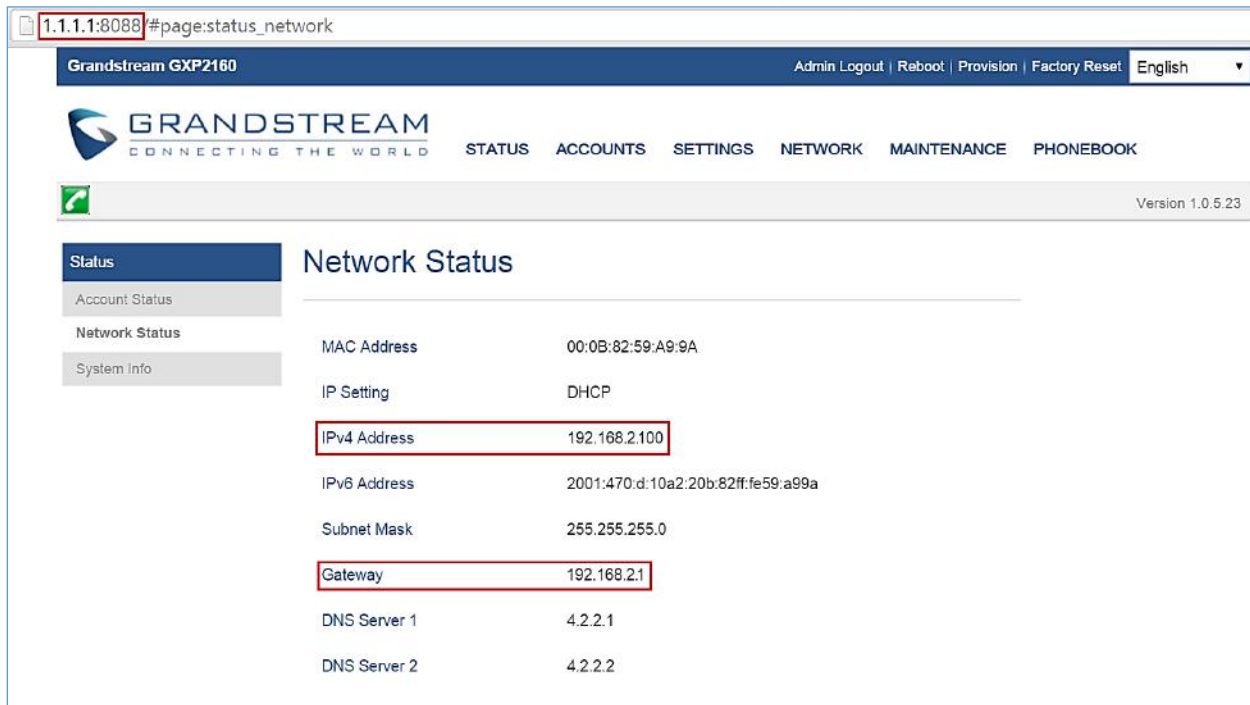 1.1.1.1:8088/#page:status_network
Grandstream GXP2160 Admin Logout | Reboot | Provision | Factory Reset English
GRANDSTREAM
CONNECTING THE WORLD
STATUS ACCOUNTS SETTINGS NETWORK MAINTENANCE PHONEBOOK
Version 1.0.5.23
Status
Account Status
Network Status
System Info
Network Status
MAC Address 00:0B:82:59:A9:9A
IP Setting DHCP
IPv4 Address 192.168.2.100
IPv6 Address 2001:470:d:10a2:20b:82ff:fe59:a99a
Subnet Mask 255.255.255.0
Gateway 192.168.2.1
DNS Server 1 4.2.2.1
DNS Server 2 4.2.2.2